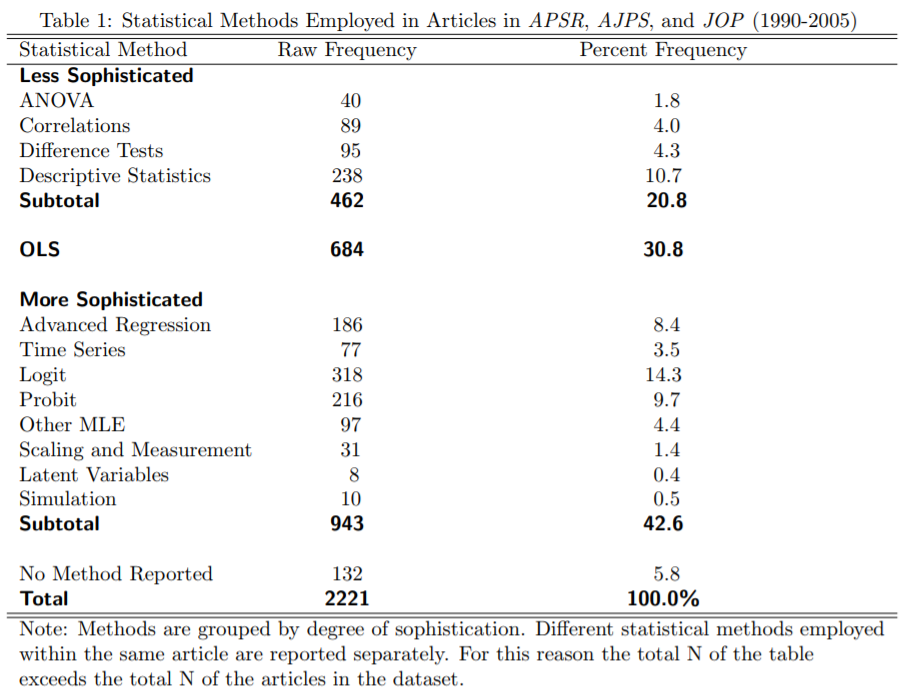 Table 1: Statistical Methods Employed in Articles in APSR, AJPS, and JOP (1990-2005)
Statistical Method Raw Frequency Percent Frequency
Less Sophisticated
ANOVA 40 1.8
Correlations 89 4.0
Difference Tests 95 4.3
Descriptive Statistics 238 10.7
Subtotal 462 20.8
OLS 684 30.8
More Sophisticated
Advanced Regression 186 8.4
Time Series 77 3.5
Logit 318 14.3
Probit 216 9.7
Other MLE 97 4.4
Scaling and Measurement 31 1.4
Latent Variables 8 0.4
Simulation 10 0.5
Subtotal 943 42.6
No Method Reported 132 5.8
Total 2221 100.0%
Note: Methods are grouped by degree of sophistication. Different statistical methods employed
within the same article are reported separately. For this reason the total N of the table
exceeds the total N of the articles in the dataset.